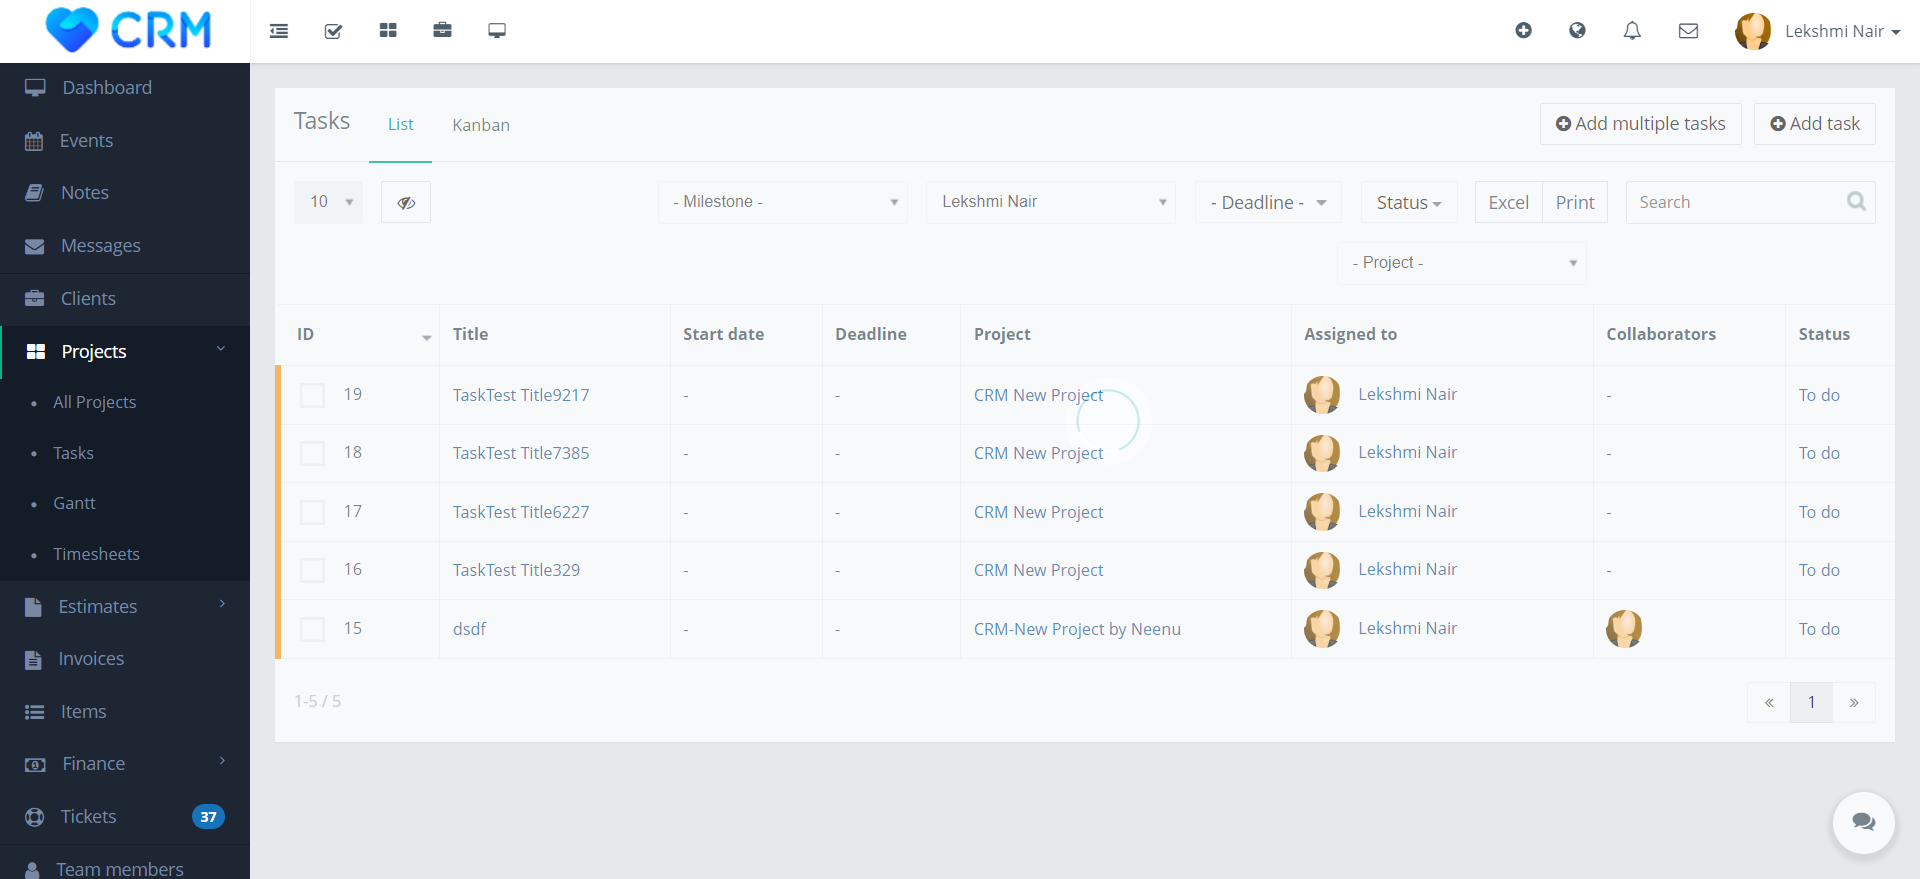 CRM
Lekshmi Nair
Dashboard
Events
Notes
Messages
Clients
Projects
All Projects
Tasks
Gantt
Timesheets
Estimates
Invoices
Items
Finance
Tickets 37
Team members
Tasks List Kanban
Add multiple tasks Add task
10 - Milestone - Lekshmi Nair - Deadline - Status Excel Print Search
- Project -
ID Title Start date Deadline Project Assigned to Collaborators Status
19 TaskTest Title9217 - - CRM New Project Lekshmi Nair - To do
18 TaskTest Title7385 - - CRM New Project Lekshmi Nair - To do
17 TaskTest Title6227 - - CRM New Project Lekshmi Nair - To do
16 TaskTest Title329 - - CRM New Project Lekshmi Nair - To do
15 dsdf - - CRM-New Project by Neenu Lekshmi Nair To do
1-5 / 5
« 1 »